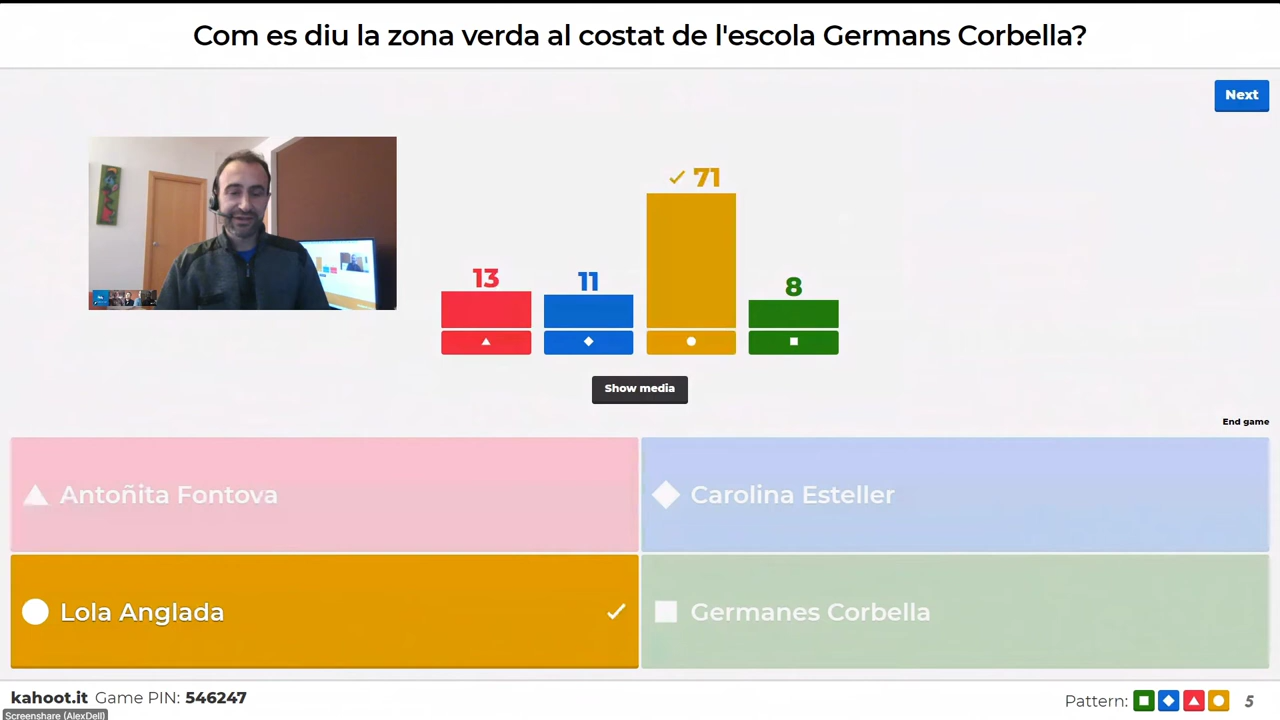 Com es diu la zona verda al costat de l'escola Germans Corbella?
Next
71
13
11
8
Show media
End game
Antoñita Fontova
Carolina Esteller
Lola Anglada
Germanes Corbella
kahoot.it Game PIN: 546247
Pattern: 5
Screenshare (AlexDell)